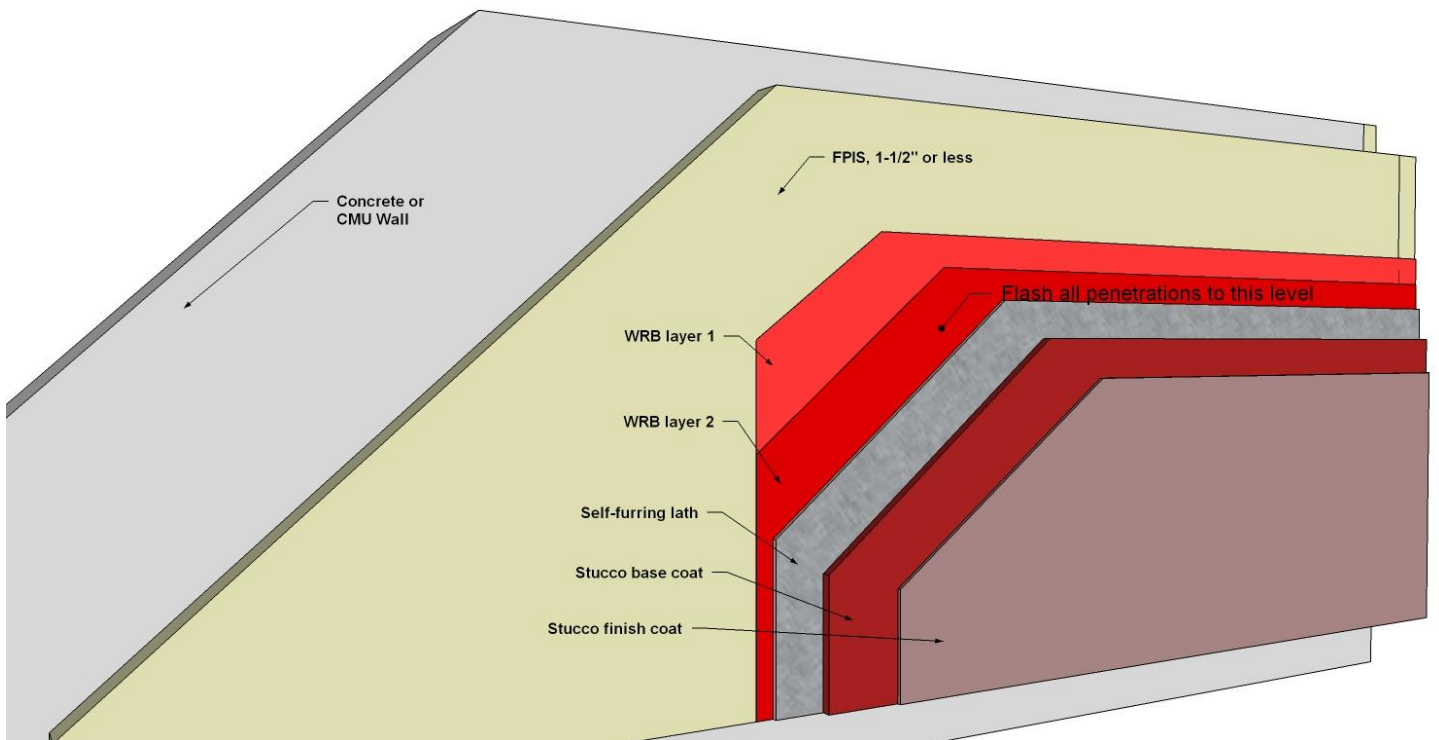 FPIS, 1-1/2" or less
Concrete or
CMU Wall
Flash all penetrations to this level
WRB layer 1
WRB layer 2
Self-furring lath
Stucco base coat
Stucco finish coat